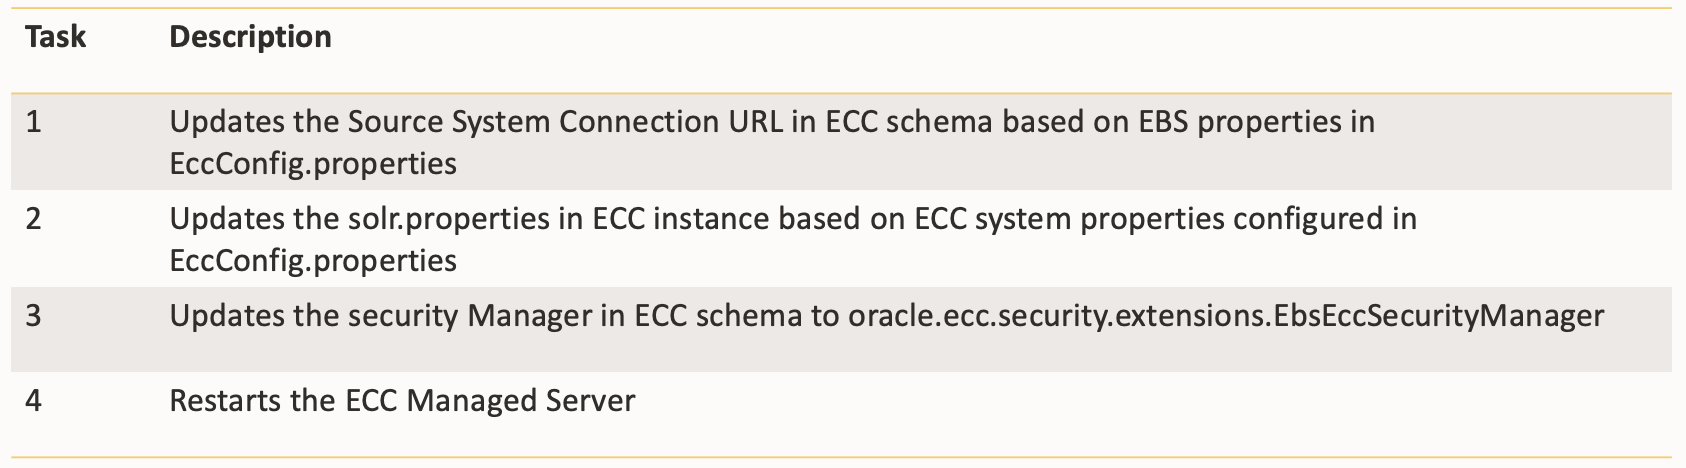 Task Description
1 Updates the Source System Connection URL in ECC schema based on EBS properties in
EccConfig.properties
2 Updates the solr.properties in ECC instance based on ECC system properties configured in
EccConfig.properties
3 Updates the security Manager in ECC schema to oracle.ecc.security.extensions.EbsEccSecurityManager
4 Restarts the ECC Managed Server